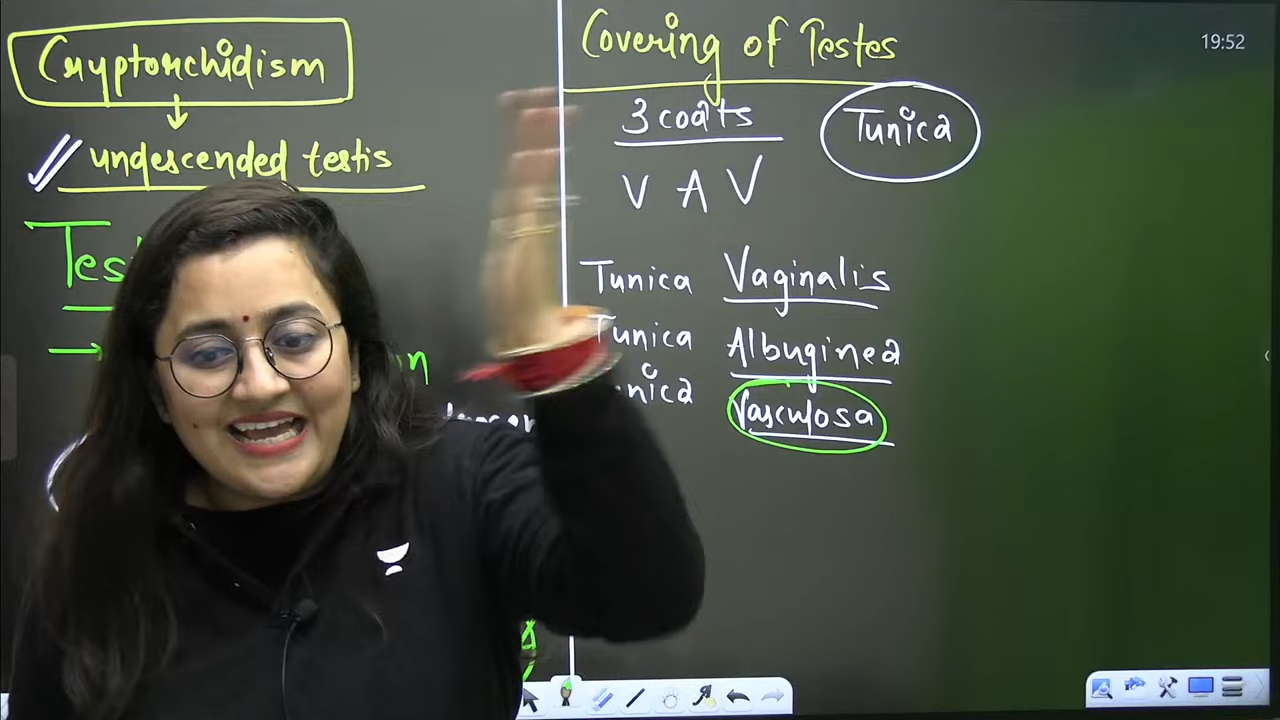 Cryptorchidism
undescended testis
Covering of Testes
3 coats
Tunica
V A V
Tunica Vaginalis
Tunica Albuginea
Vasculosa
19:52